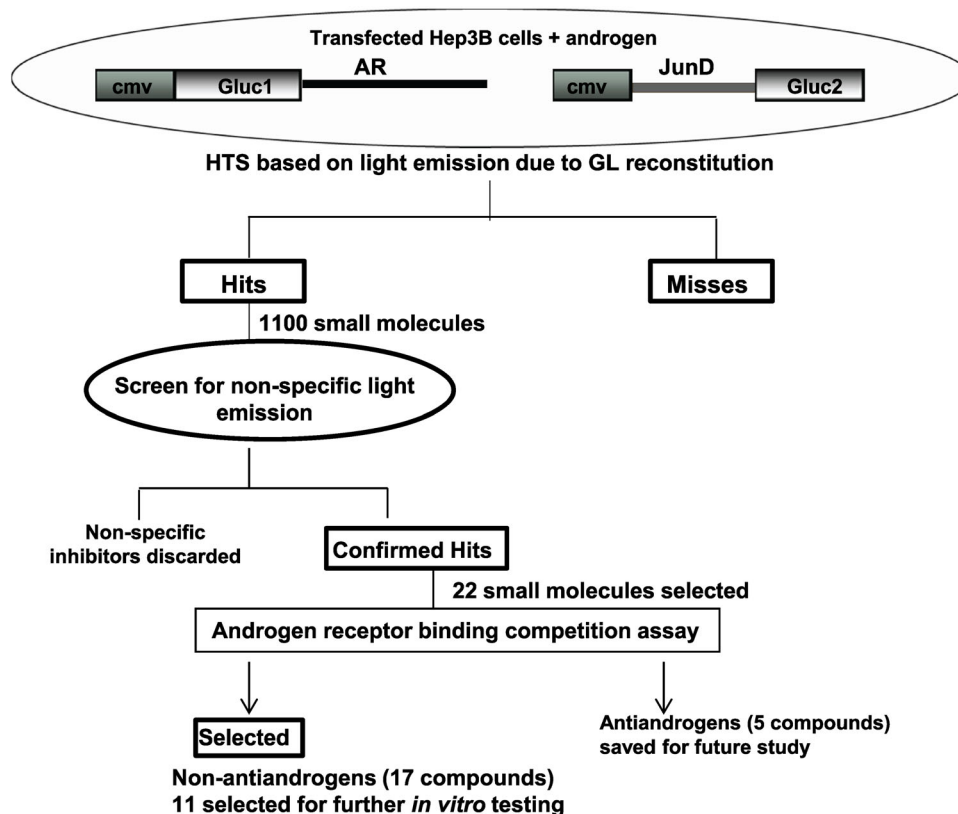 Transfected Hep3B cells + androgen
AR
JunD
cmv
Gluc1
cmv
Gluc2
HTS based on light emission due to GL reconstitution
Hits
Misses
1100 small molecules
Screen for non-specific light
emission
Non-specific
inhibitors discarded
Confirmed Hits
22 small molecules selected
Androgen receptor binding competition assay
Selected
Antiandrogens (5 compounds)
saved for future study
Non-antiandrogens (17 compounds)
11 selected for further in vitro testing